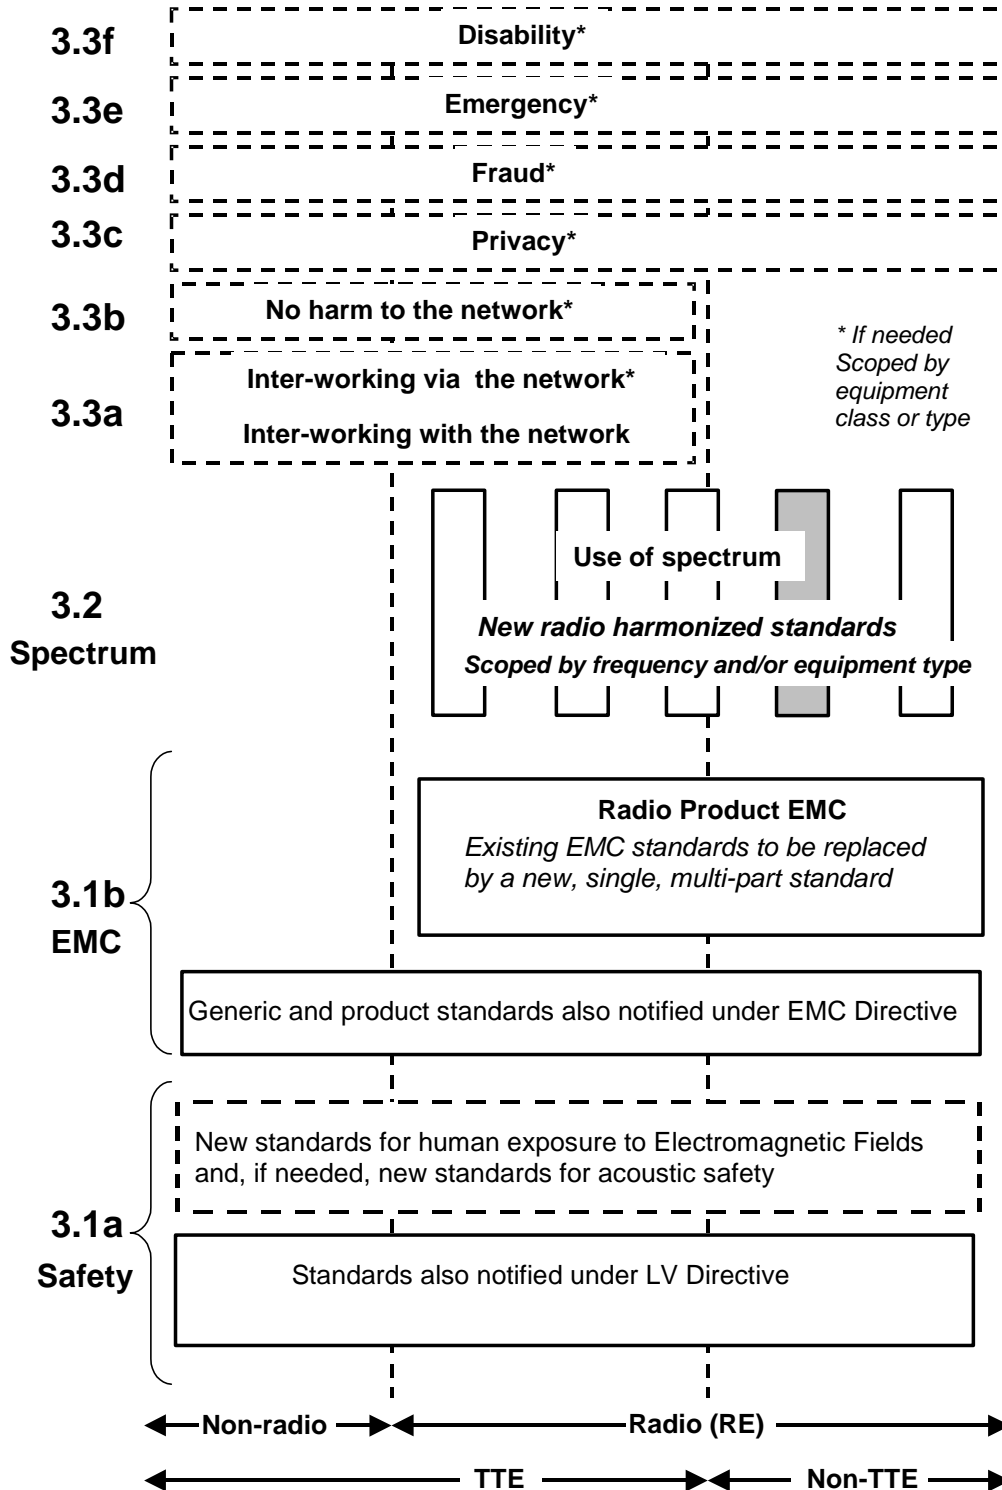 3.3f
Disability*
3.3e
Emergency*
3.3d
Fraud*
3.3c
Privacy*
3.3b
No harm to the network*
* If needed
Scoped by
equipment
class or type
3.3a
Inter-working via the network*
Inter-working with the network
3.2
Spectrum
Use of spectrum
New radio harmonized standards
Scoped by frequency and/or equipment type
3.1b
EMC
Radio Product EMC
Existing EMC standards to be replaced
by a new, single, multi-part standard
Generic and product standards also notified under EMC Directive
3.1a
Safety
New standards for human exposure to Electromagnetic Fields
and, if needed, new standards for acoustic safety
Standards also notified under LV Directive
Non-radio
Radio (RE)
TTE
Non-TTE